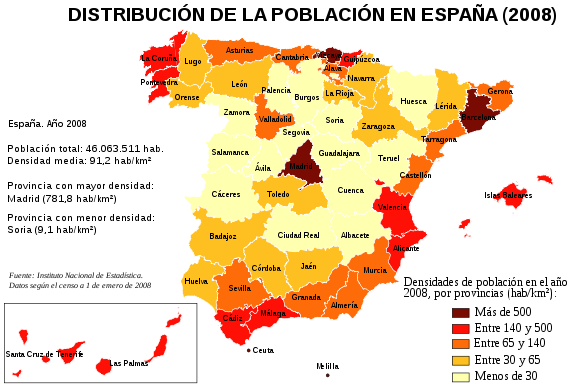 DISTRIBUCIÓN DE LA POBLACIÓN EN ESPAÑA (2008)
La Coruña
Lugo
Asturias
Cantabria
Guipuzcoa
Alava
Navarra
Pontevedra
Orense
León
Palencia
Burgos
La Rioja
Huesca
Lérida
Gerona
Barcelona
Zamora
Valladolid
Soria
Zaragoza
Tarragona
Segovia
Salamanca
Ávila
Madrid
Guadalajara
Teruel
Castellón
Cáceres
Toledo
Cuenca
Valencia
Islas Baleares
Badajoz
Ciudad Real
Albacete
Alicante
Huelva
Sevilla
Córdoba
Jaén
Murcia
Cádiz
Málaga
Granada
Almería
Ceuta
Melilla
España. Año 2008
Población total: 46.063.511 hab.
Densidad media: 91,2 hab/km²
Provincia con mayor densidad:
Madrid (781,8 hab/km²)
Provincia con menor densidad:
Soria (9,1 hab/km²)
Fuente: Instituto Nacional de Estadística.
Datos según el censo a 1 de enero de 2008
Santa Cruz de Tenerife
Las Palmas
Densidades de población en el año
2008, por provincias (hab/km²):
Más de 500
Entre 140 y 500
Entre 65 y 140
Entre 30 y 65
Menos de 30